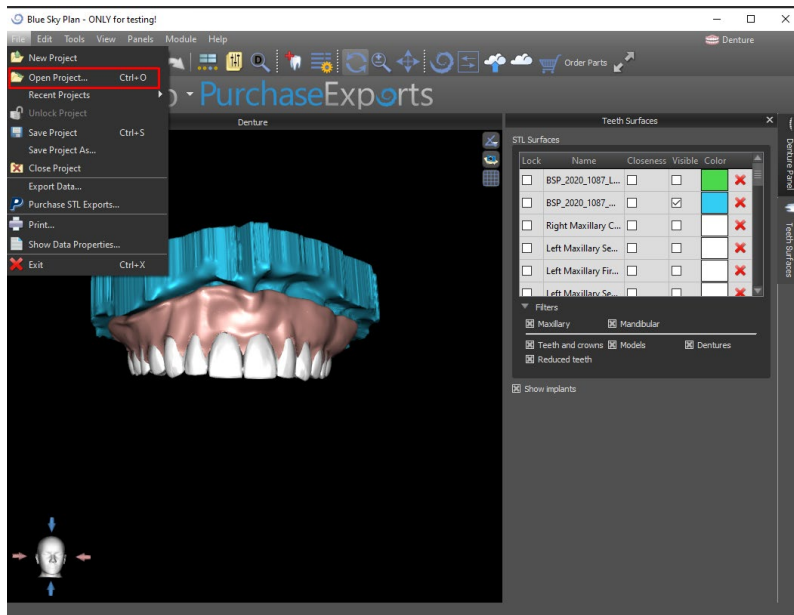 Blue Sky Plan - ONLY for testing!
File Edit Tools View Panels Module Help
Denture
New Project
Open Project... Ctrl+O
Recent Projects
Unlock Project
Save Project Ctrl+S
Save Project As...
Close Project
Export Data...
Purchase STL Exports...
Print...
Show Data Properties...
Exit Ctrl+X
D
Order Parts
PurchaseExports
Denture
Teeth Surfaces
STL Surfaces
Lock Name Closeness Visible Color
BSP_2020_1087_L...
BSP_2020_1087_...
Right Maxillary C...
Left Maxillary Se...
Left Maxillary Fir...
Left Maxillary Se...
Filters
Maxillary Mandibular
Teeth and crowns Models Dentures
Reduced teeth
Show implants
Denture Panel
Teeth Surfaces